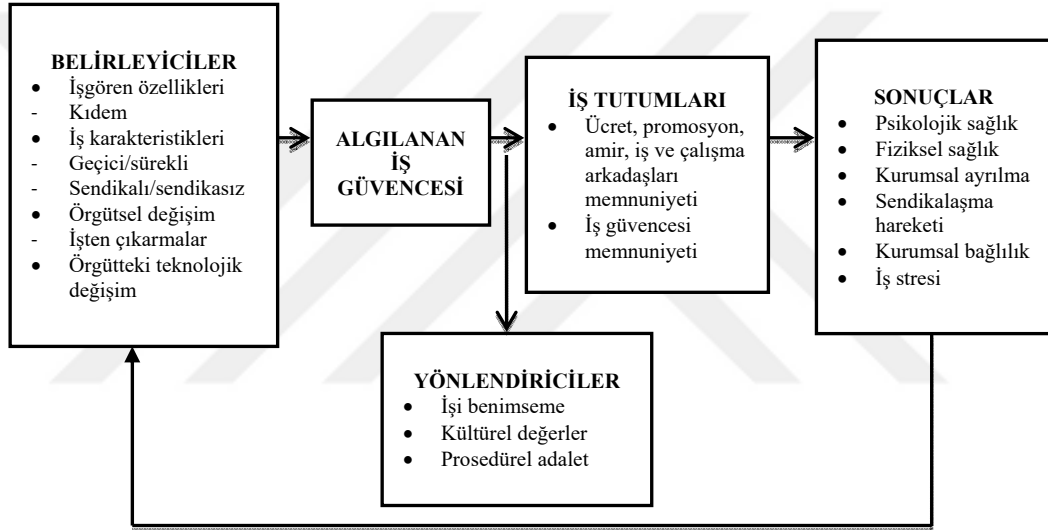 BELİRLEYİCİLER
• İşgören özellikleri
- Kıdem
• İş karakteristikleri
- Geçici/sürekli
- Sendikalı/sendikasız
• Örgütsel değişim
- İşten çıkarmalar
• Örgütteki teknolojik
değişim
ALGILANAN
İŞ
GÜVENCESİ
İŞ TUTUMLARI
• Ücret, promosyon,
amir, iş ve çalışma
arkadaşları
memnuniyeti
• İş güvencesi
memnuniyeti
SONUÇLAR
• Psikolojik sağlık
• Fiziksel sağlık
• Kurumsal ayrılma
• Sendikalaşma
hareketi
• Kurumsal bağlılık
• İş stresi
YÖNLENDİRİCİLER
• İşi benimseme
• Kültürel değerler
• Prosedürel adalet